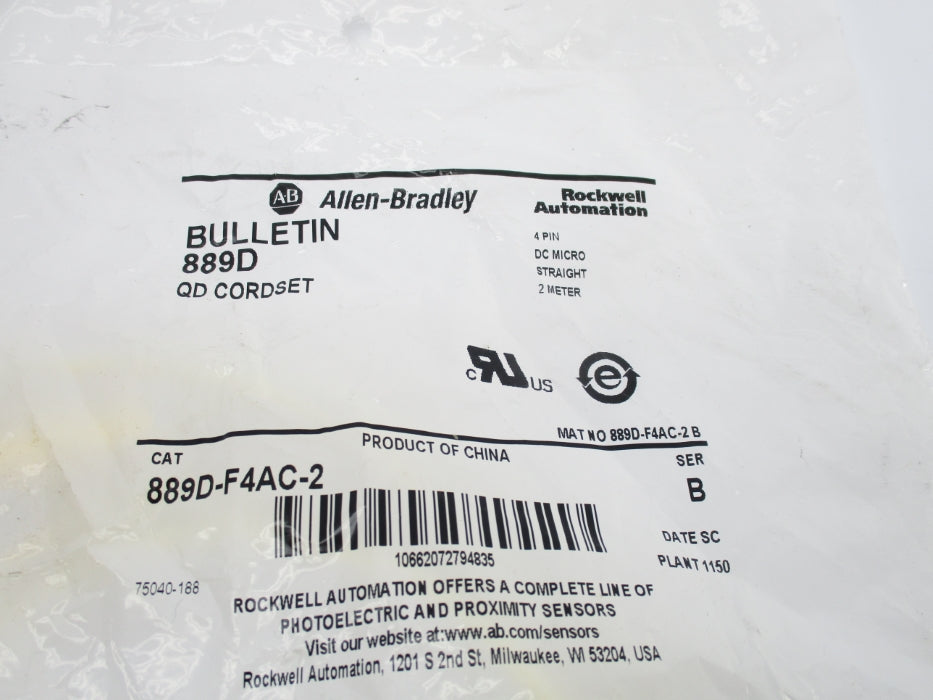 AB Allen-Bradley
Rockwell
Automation
BULLETIN
889D
QD CORDSET
4 PIN
DC MICRO
STRAIGHT
2 METER
c RU US
e
MAT NO 889D-F4AC-2 B
PRODUCT OF CHINA
CAT
889D-F4AC-2
SER
B
10662072794835
DATE SC
PLANT 1150
75040-188
ROCKWELL AUTOMATION OFFERS A COMPLETE LINE OF
PHOTOELECTRIC AND PROXIMITY SENSORS
Visit our website at:www.ab.com/sensors
Rockwell Automation, 1201 S 2nd St, Milwaukee, WI 53204, USA